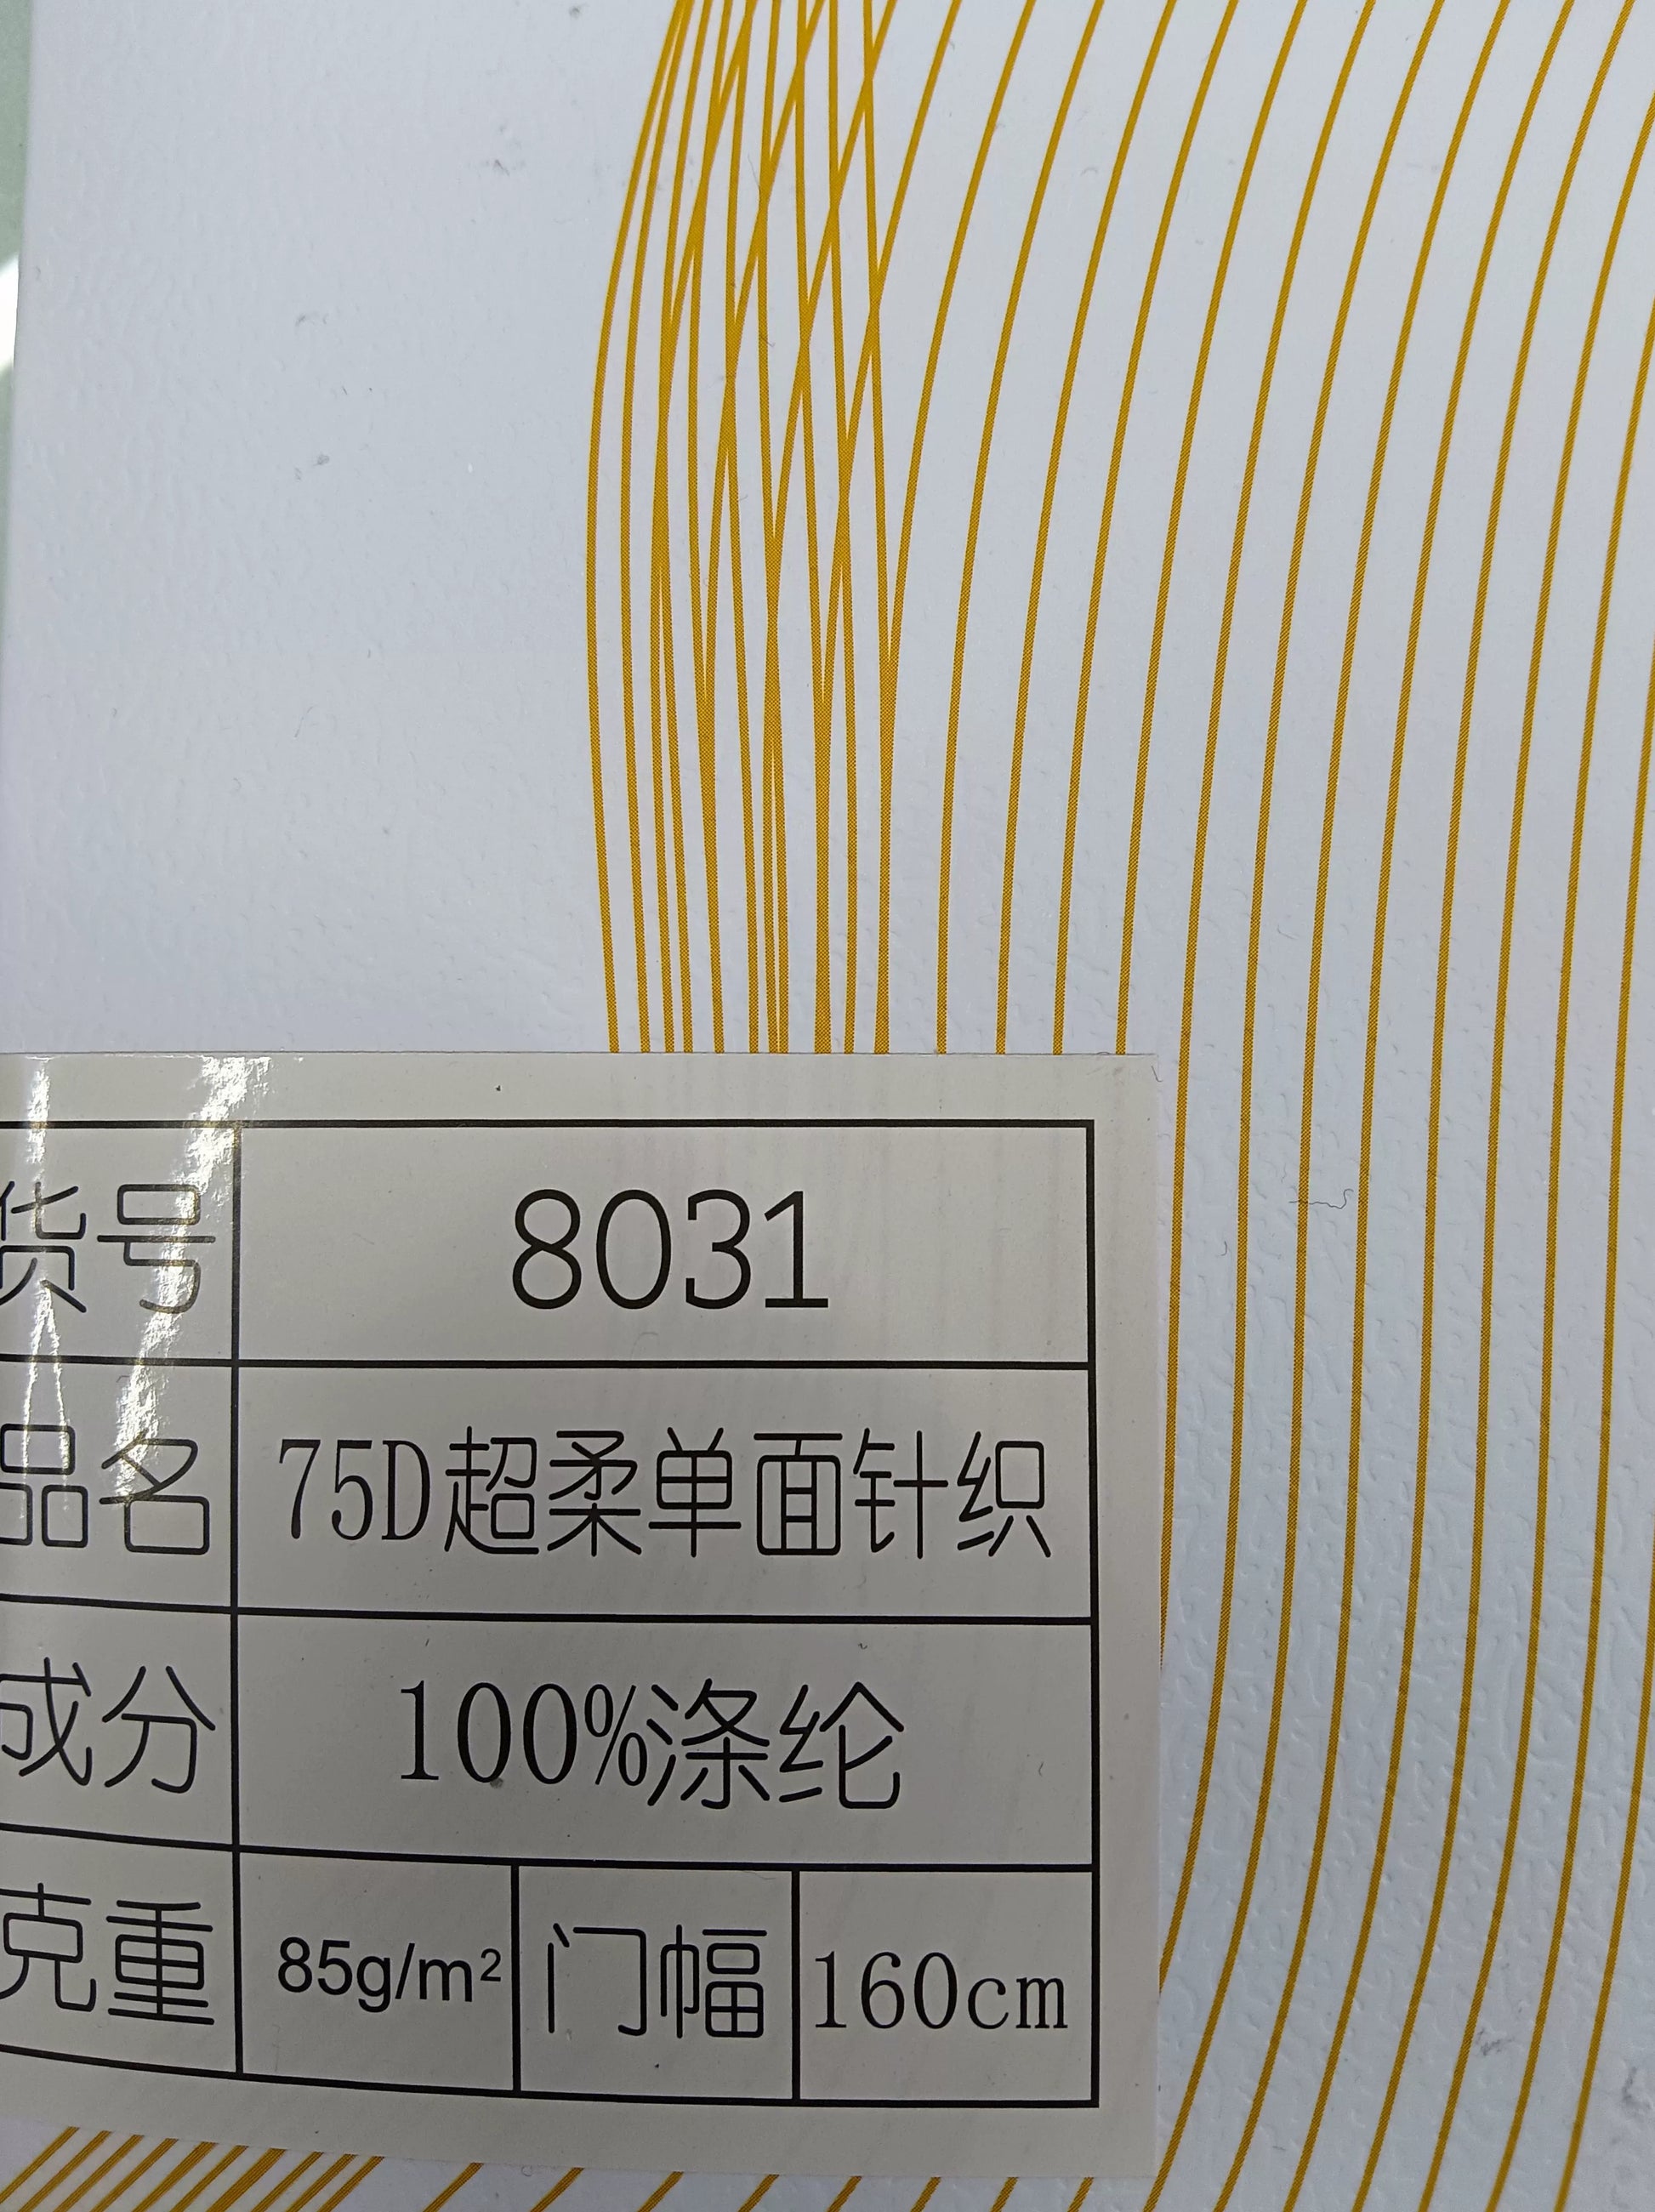 货号 8031
品名 75D超柔单面针织
成分 100%涤纶
克重 85g/m² 门幅 160cm